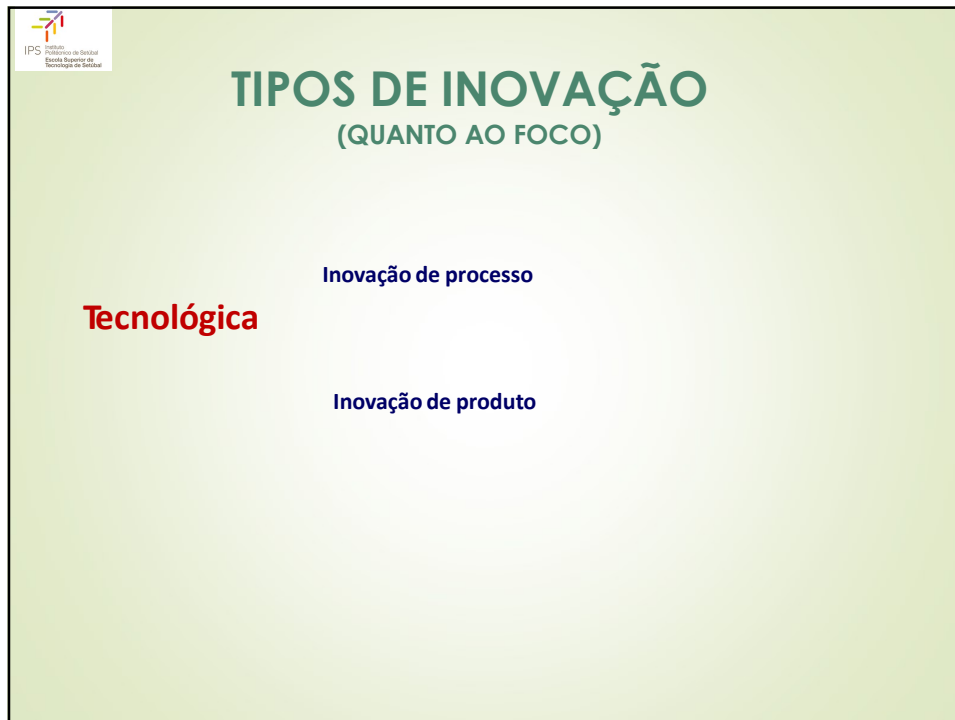 IPS Instituto
Politécnico de Setúbal
Escola Superior de
Tecnologia de Setúbal
TIPOS DE INOVAÇÃO
(QUANTO AO FOCO)
Inovação de processo
Tecnológica
Inovação de produto